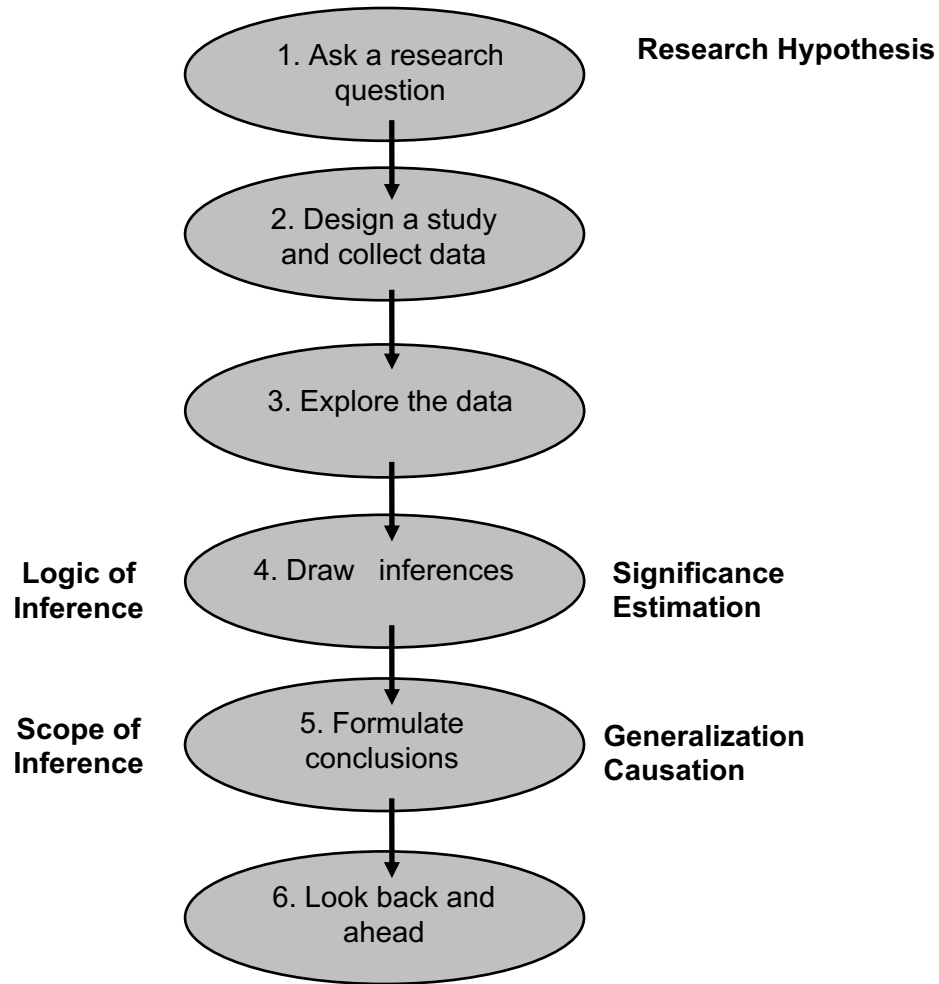 1. Ask a research
question
Research Hypothesis
2. Design a study
and collect data
3. Explore the data
Logic of
Inference
4. Draw inferences
Significance
Estimation
Scope of
Inference
5. Formulate
conclusions
Generalization
Causation
6. Look back and
ahead